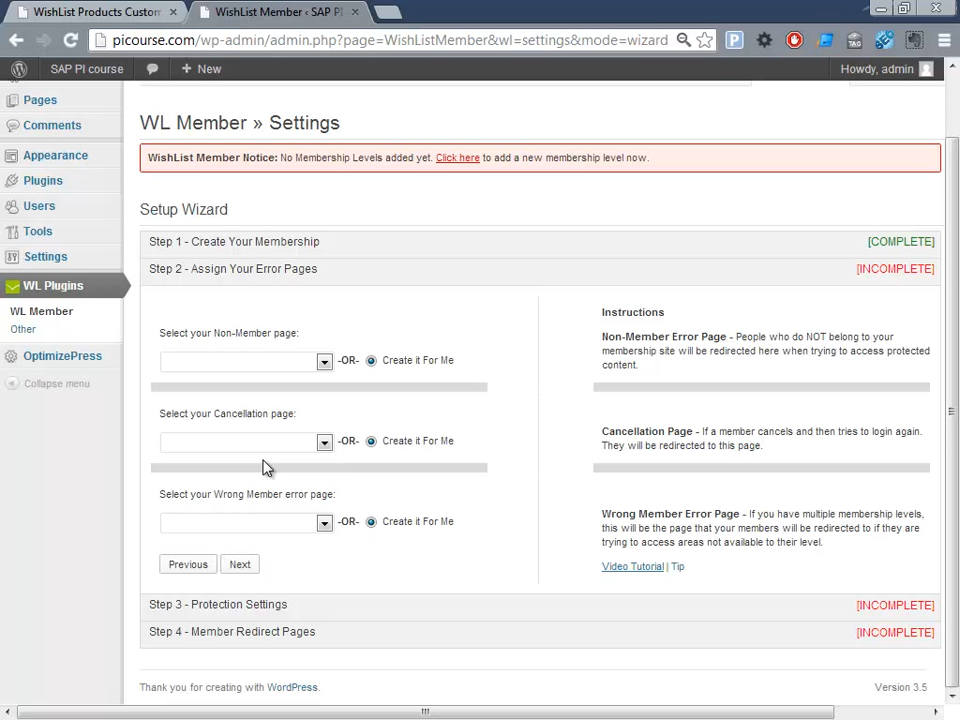 WishList Products Custom
WishList Member ‹ SAP PI
picourse.com/wp-admin/admin.php?page=WishListMember&wl=settings&mode=wizard
SAP PI course
+ New
Howdy, admin
Pages
Comments
Appearance
Plugins
Users
Tools
Settings
WL Plugins
WL Member
Other
OptimizePress
Collapse menu
WL Member » Settings
WishList Member Notice: No Membership Levels added yet. Click here to add a new membership level now.
Setup Wizard
Step 1 - Create Your Membership
[COMPLETE]
Step 2 - Assign Your Error Pages
[INCOMPLETE]
Select your Non-Member page:
-OR- Create it For Me
Select your Cancellation page:
-OR- Create it For Me
Select your Wrong Member error page:
-OR- Create it For Me
Previous
Next
Instructions
Non-Member Error Page - People who do NOT belong to your
membership site will be redirected here when trying to access protected
content.
Cancellation Page - If a member cancels and then tries to login again.
They will be redirected to this page.
Wrong Member Error Page - If you have multiple membership levels,
this will be the page that your members will be redirected to if they are
trying to access areas not available to their level.
Video Tutorial | Tip
Step 3 - Protection Settings
[INCOMPLETE]
Step 4 - Member Redirect Pages
[INCOMPLETE]
Thank you for creating with WordPress.
Version 3.5